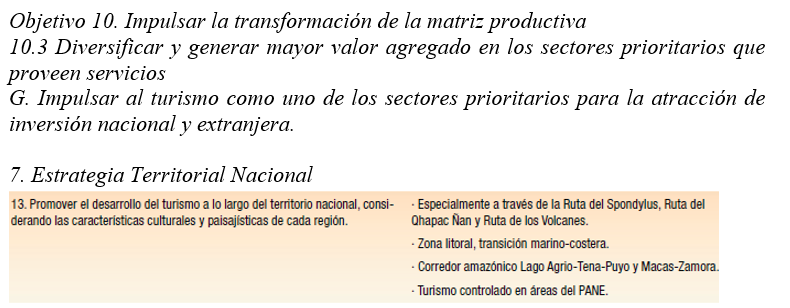 Objetivo 10. Impulsar la transformación de la matriz productiva
10.3 Diversificar y generar mayor valor agregado en los sectores prioritarios que
proveen servicios
G. Impulsar al turismo como uno de los sectores prioritarios para la atracción de
inversión nacional y extranjera.
7. Estrategia Territorial Nacional
13. Promover el desarrollo del turismo a lo largo del territorio nacional, consi-
derando las características culturales y paisajísticas de cada región.
· Especialmente a través de la Ruta del Spondylus, Ruta del
Qhapac Ñan y Ruta de los Volcanes.
· Zona litoral, transición marino-costera.
· Corredor amazónico Lago Agrio-Tena-Puyo y Macas-Zamora.
· Turismo controlado en áreas del PANE.